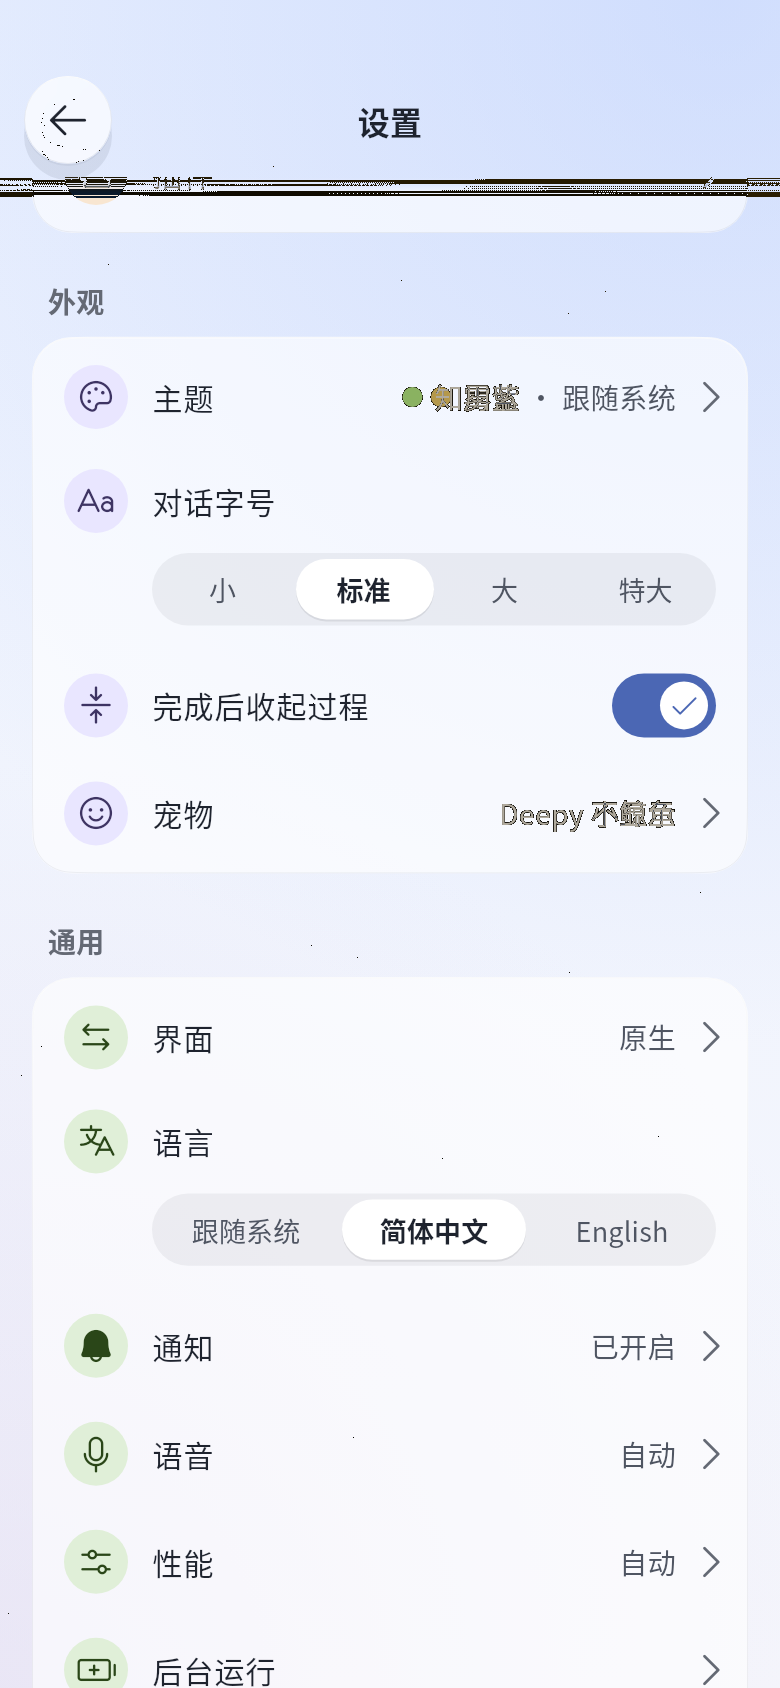 设置
外观
主题 · 跟随系统
Aa 对话字号
小 标准 大 特大
完成后收起过程
宠物 Deepy
通用
界面 原生
语言
跟随系统 简体中文 English
通知 已开启
语音 自动
性能 自动
后台运行